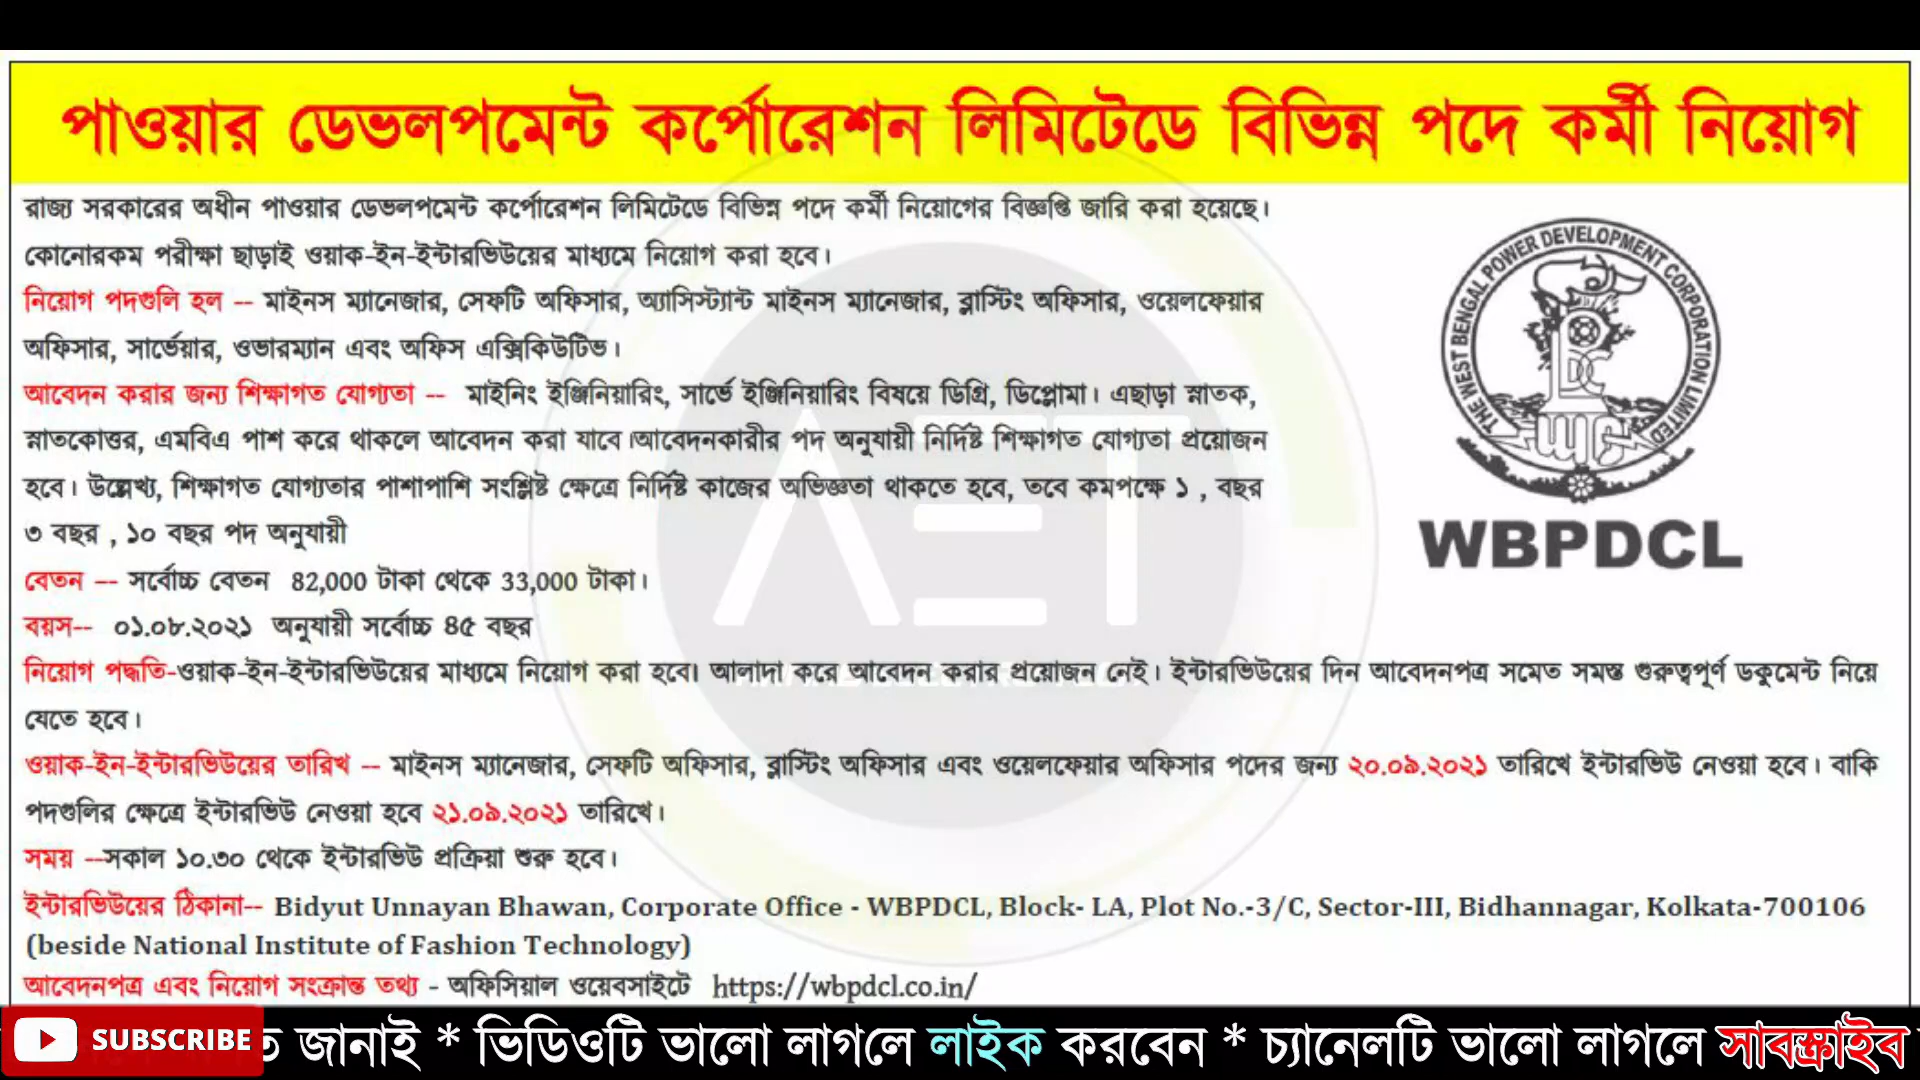 পাওয়ার ডেভলপমেন্ট কর্পোরেশন লিমিটেডে বিভিন্ন পদে কর্মী নিয়োগ
রাজ্য সরকারের অধীন পাওয়ার ডেভলপমেন্ট কর্পোরেশন লিমিটেডে বিভিন্ন পদে কর্মী নিয়োগের বিজ্ঞপ্তি জারি করা হয়েছে।
কোনোরকম পরীক্ষা ছাড়াই ওয়াক-ইন-ইন্টারভিউয়ের মাধ্যমে নিয়োগ করা হবে।
নিয়োগ পদগুলি হল -- মাইনস ম্যানেজার, সেফটি অফিসার, অ্যাসিস্ট্যান্ট মাইনস ম্যানেজার, ব্লাস্টিং অফিসার, ওয়েলফেয়ার
অফিসার, সার্ভেয়ার, ওভারম্যান এবং অফিস এক্সিকিউটিভ।
আবেদন করার জন্য শিক্ষাগত যোগ্যতা -- মাইনিং ইঞ্জিনিয়ারিং, সার্ভে ইঞ্জিনিয়ারিং বিষয়ে ডিগ্রি, ডিপ্লোমা। এছাড়া স্নাতক,
স্নাতকোত্তর, এমবিএ পাশ করে থাকলে আবেদন করা যাবে।আবেদনকারীর পদ অনুযায়ী নির্দিষ্ট শিক্ষাগত যোগ্যতা প্রয়োজন
হবে। উল্লেখ্য, শিক্ষাগত যোগ্যতার পাশাপাশি সংশ্লিষ্ট ক্ষেত্রে নির্দিষ্ট কাজের অভিজ্ঞতা থাকতে হবে, তবে কমপক্ষে ১ , বছর
৩ বছর , ১০ বছর পদ অনুযায়ী
বেতন -- সর্বোচ্চ বেতন 82,000 টাকা থেকে 33,000 টাকা।
বয়স-- ০১.০৮.২০২১ অনুযায়ী সর্বোচ্চ ৪৫ বছর
নিয়োগ পদ্ধতি-ওয়াক-ইন-ইন্টারভিউয়ের মাধ্যমে নিয়োগ করা হবে। আলাদা করে আবেদন করার প্রয়োজন নেই। ইন্টারভিউয়ের দিন আবেদনপত্র সমেত সমস্ত গুরুত্বপূর্ণ ডকুমেন্ট নিয়ে
যেতে হবে।
ওয়াক-ইন-ইন্টারভিউয়ের তারিখ -- মাইনস ম্যানেজার, সেফটি অফিসার, ব্লাস্টিং অফিসার এবং ওয়েলফেয়ার অফিসার পদের জন্য ২০.০৯.২০২১ তারিখে ইন্টারভিউ নেওয়া হবে। বাকি
পদগুলির ক্ষেত্রে ইন্টারভিউ নেওয়া হবে ২১.০৯.২০২১ তারিখে।
সময় --সকাল ১০.৩০ থেকে ইন্টারভিউ প্রক্রিয়া শুরু হবে।
ইন্টারভিউয়ের ঠিকানা-- Bidyut Unnayan Bhawan, Corporate Office - WBPDCL, Block- LA, Plot No.-3/C, Sector-III, Bidhannagar, Kolkata-700106
(beside National Institute of Fashion Technology)
আবেদনপত্র এবং নিয়োগ সংক্রান্ত তথ্য - অফিসিয়াল ওয়েবসাইটে https://wbpdcl.co.in/
THE WEST BENGAL POWER DEVELOPMENT CORPORATION LIMITED
WBPDCL
AET
SUBSCRIBE
ত জানাই * ভিডিওটি ভালো লাগলে লাইক করবেন * চ্যানেলটি ভালো লাগলে সাবস্ক্রাইব